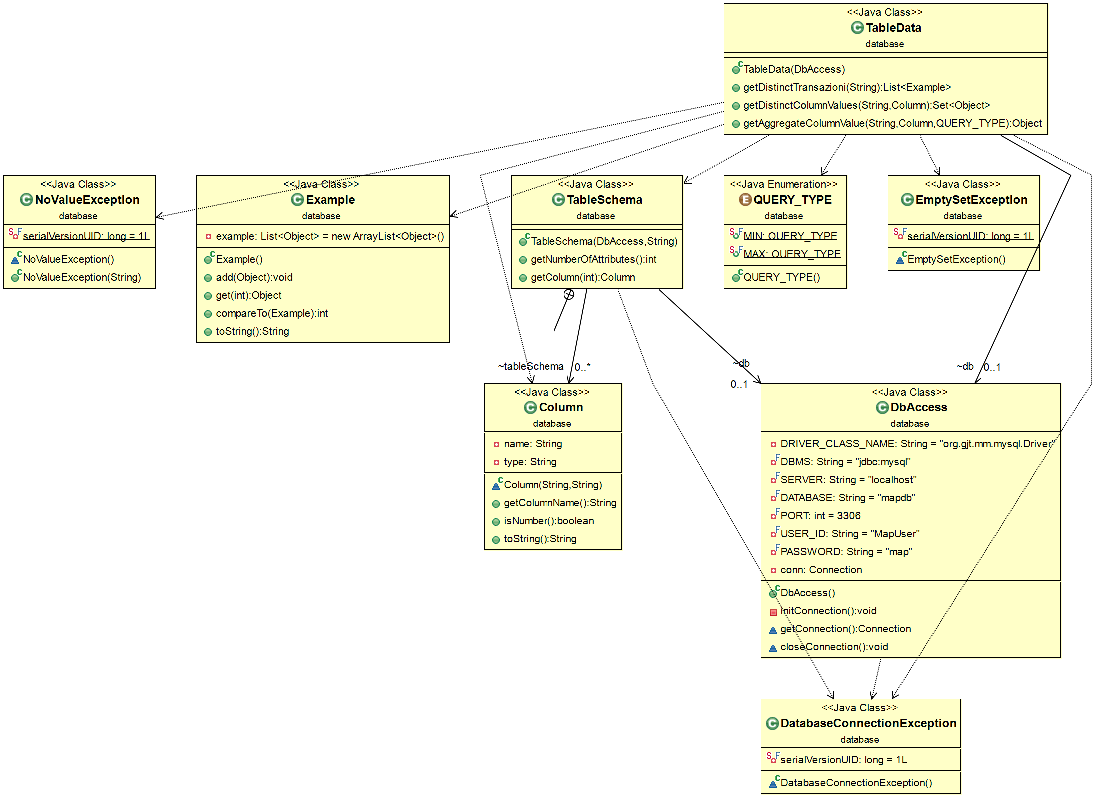 <<Java Class>>
TableData
database
TableData(DbAccess)
getDistinctTransazioni(String):List<Example>
getDistinctColumnValues(String,Column):Set<Object>
getAggregateColumnValue(String,Column,QUERY_TYPE):Object
<<Java Class>>
NoValueException
database
serialVersionUID: long = 1L
NoValueException()
NoValueException(String)
<<Java Class>>
Example
database
example: List<Object> = new ArrayList<Object>()
Example()
add(Object):void
get(int):Object
compareTo(Example):int
toString():String
<<Java Class>>
TableSchema
database
TableSchema(DbAccess,String)
getNumberOfAttributes():int
getColumn(int):Column
<<Java Enumeration>>
QUERY_TYPE
database
MIN: QUERY_TYPE
MAX: QUERY_TYPE
QUERY_TYPE()
<<Java Class>>
EmptySetException
database
serialVersionUID: long = 1L
EmptySetException()
~tableSchema 0..*
~db
0..1
~db 0..1
<<Java Class>>
Column
database
name: String
type: String
Column(String,String)
getColumnName():String
isNumber():boolean
toString():String
<<Java Class>>
DbAccess
database
DRIVER_CLASS_NAME: String = "org.gjt.mm.mysql.Driver"
DBMS: String = "jdbc:mysql"
SERVER: String = "localhost"
DATABASE: String = "mapdb"
PORT: int = 3306
USER_ID: String = "MapUser"
PASSWORD: String = "map"
conn: Connection
DbAccess()
initConnection():void
getConnection():Connection
closeConnection():void
<<Java Class>>
DatabaseConnectionException
database
serialVersionUID: long = 1L
DatabaseConnectionException()